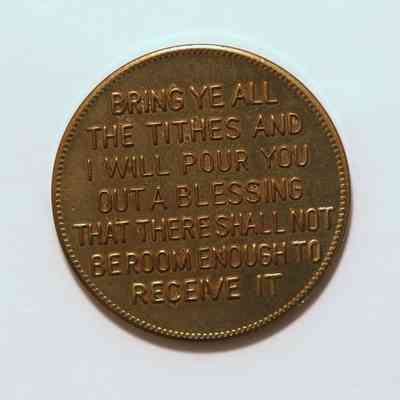 BRING YE ALL
THE TITHES AND
I WILL POUR YOU
OUT A BLESSING
THAT THERE SHALL NOT
BE ROOM ENOUGH TO
RECEIVE IT